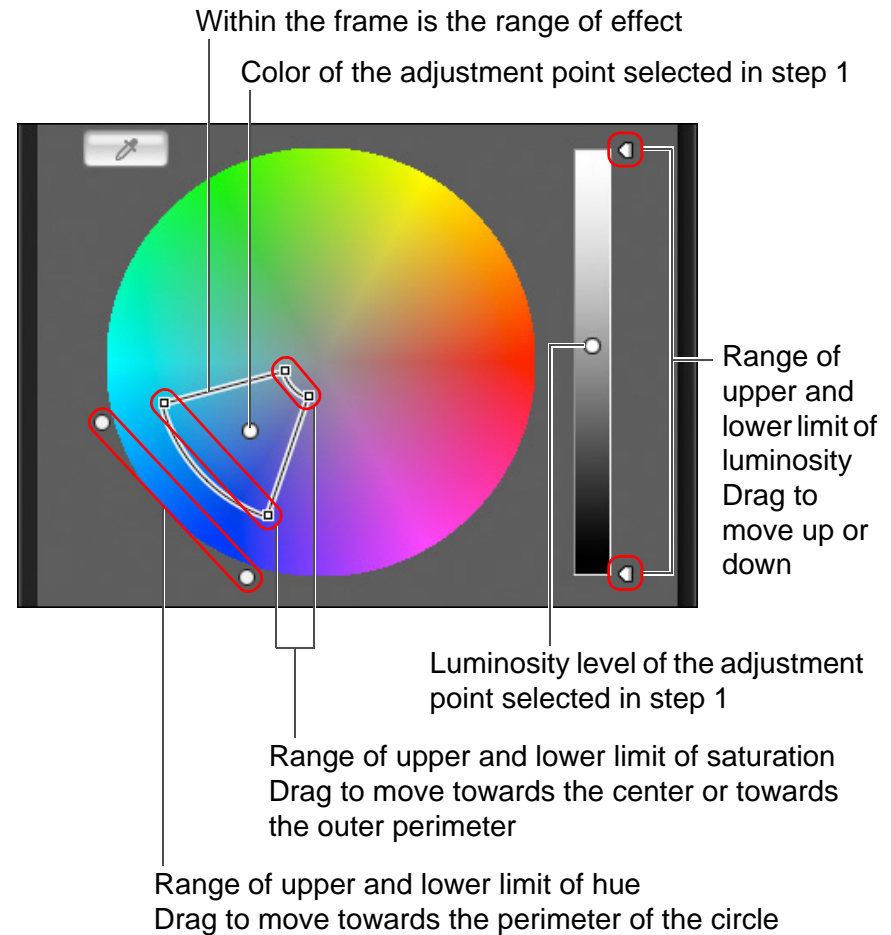 Within the frame is the range of effect
Color of the adjustment point selected in step 1
Range of
upper and
lower limit of
luminosity
Drag to
move up or
down
Luminosity level of the adjustment
point selected in step 1
Range of upper and lower limit of saturation
Drag to move towards the center or towards
the outer perimeter
Range of upper and lower limit of hue
Drag to move towards the perimeter of the circle